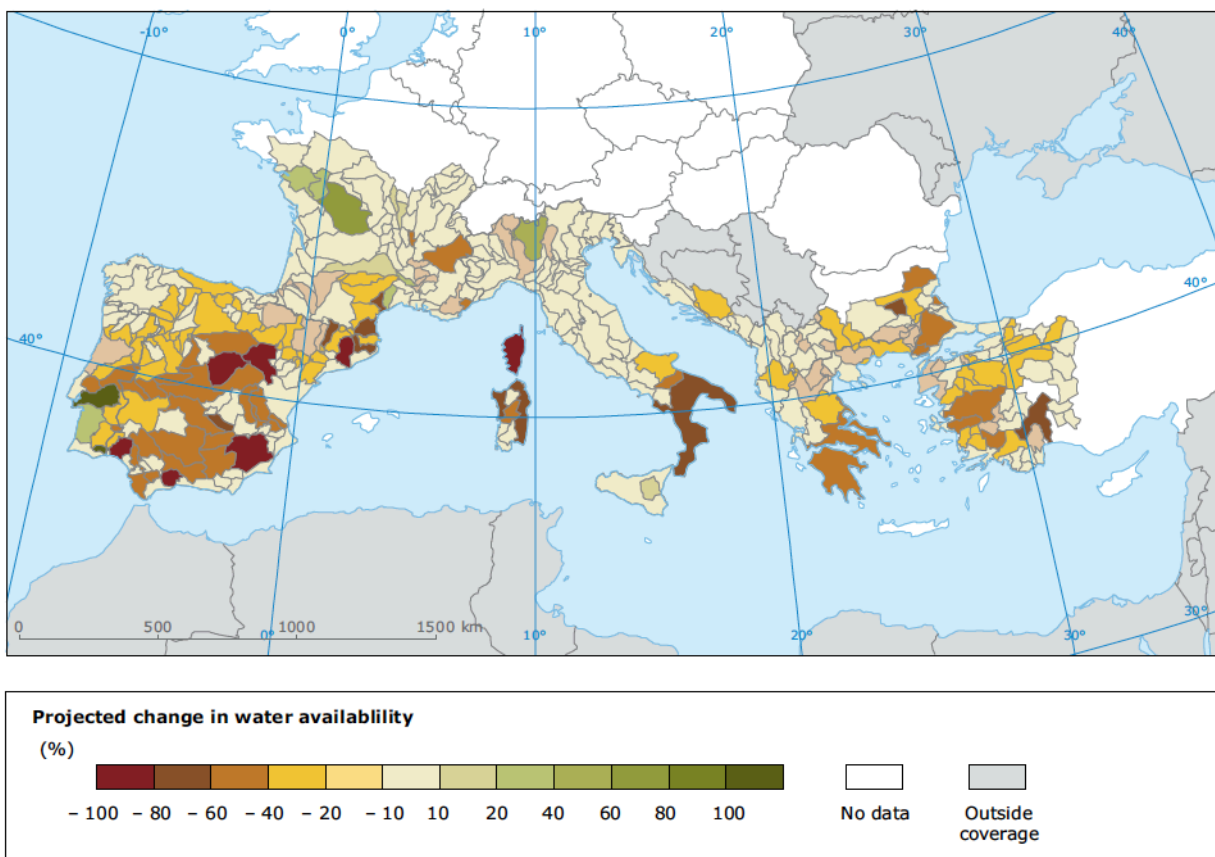 -10° 0° 10° 20° 30° 40°
40° 40°
0 500 1000 1500 km
0° 10° 20° 30° 30°
Projected change in water availablility
(%)
– 100 – 80 – 60 – 40 – 20 – 10 10 20 40 60 80 100
No data
Outside
coverage